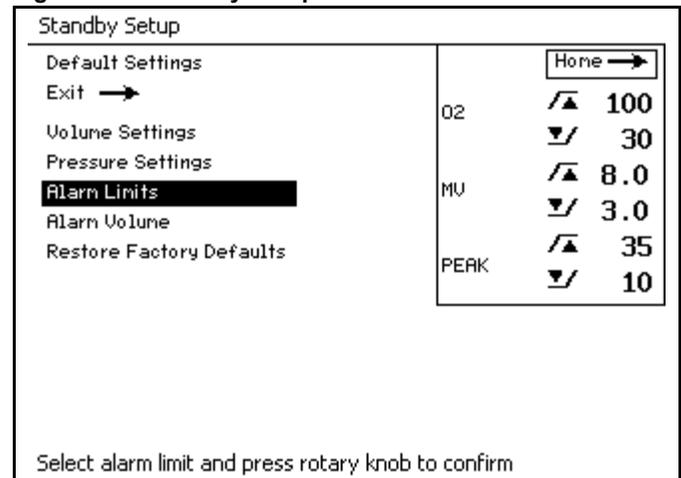 Standby Setup
Default Settings
Exit
Volume Settings
Pressure Settings
Alarm Limits
Alarm Volume
Restore Factory Defaults
Home
O2
100
30
MV
8.0
3.0
PEAK
35
10
Select alarm limit and press rotary knob to confirm